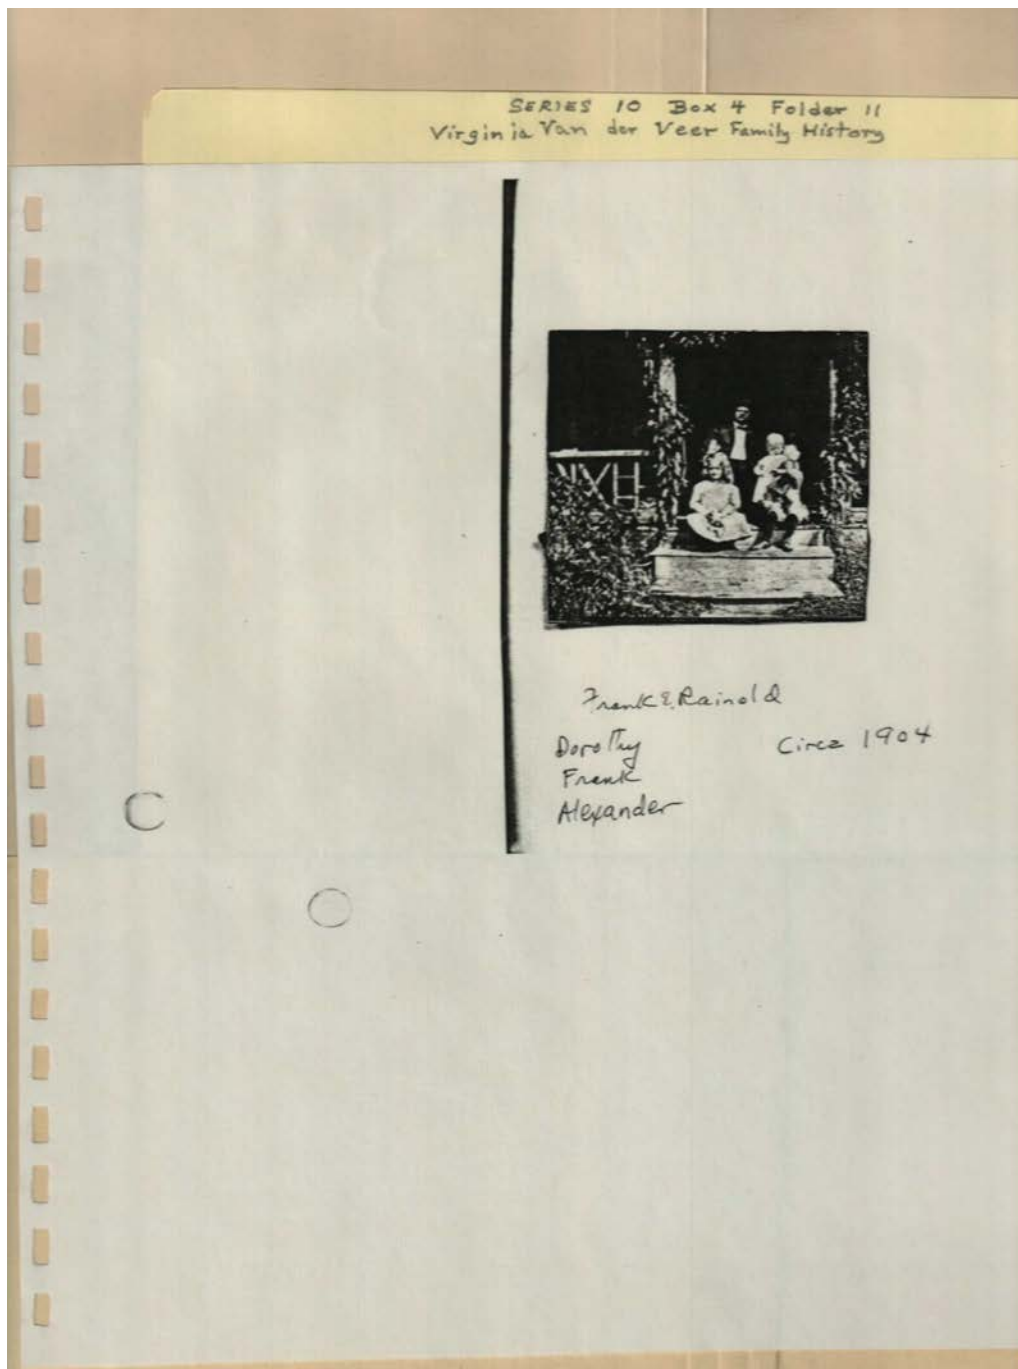 SERIES 10 Box 4 Folder 11
Virginia Van der Veer Family History
Frank E. Rainold
Dorothy Circa 1904
Frank
Alexander